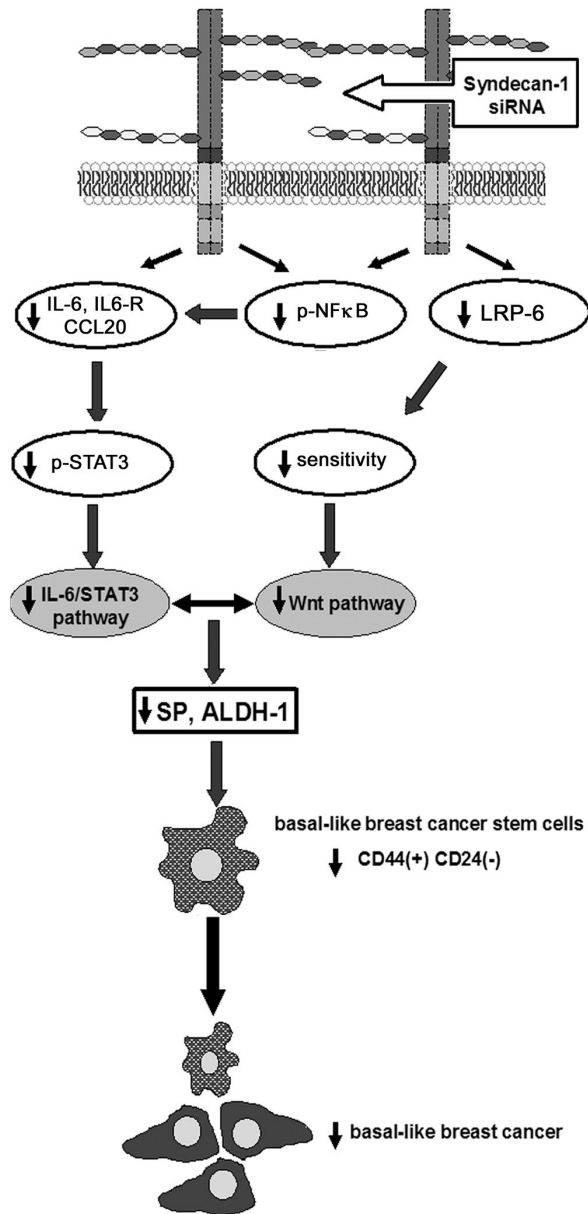 Syndecan-1
siRNA
IL-6, IL6-R
CCL20
p-NFκB
LRP-6
p-STAT3
sensitivity
IL-6/STAT3
pathway
Wnt pathway
SP, ALDH-1
basal-like breast cancer stem cells
CD44(+) CD24(-)
basal-like breast cancer